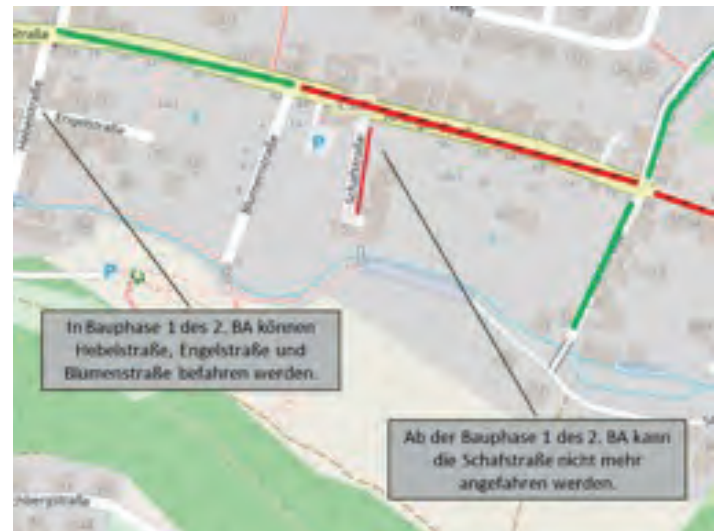 Straße
Hebelstraße
Engelstraße
Blumenstraße
P
Schafstraße
P
In Bauphase 1 des 2. BA können
Hebelstraße, Engelstraße und
Blumenstraße befahren werden.
Ab der Bauphase 1 des 2. BA kann
die Schafstraße nicht mehr
angefahren werden.
hbergstraße